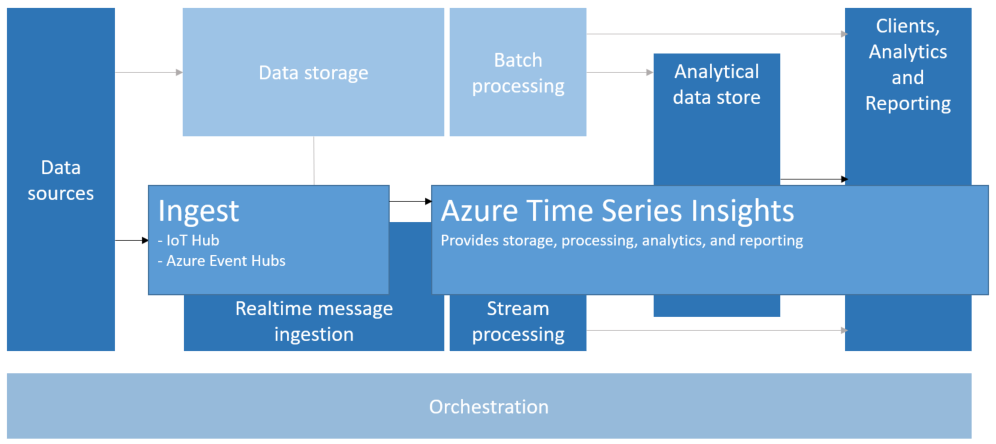 Data storage
Batch
processing
Analytical
data store
Clients,
Analytics
and
Reporting
Data
sources
Ingest
- IoT Hub
- Azure Event Hubs
Azure Time Series Insights
Provides storage, processing, analytics, and reporting
Realtime message
ingestion
Stream
processing
Orchestration